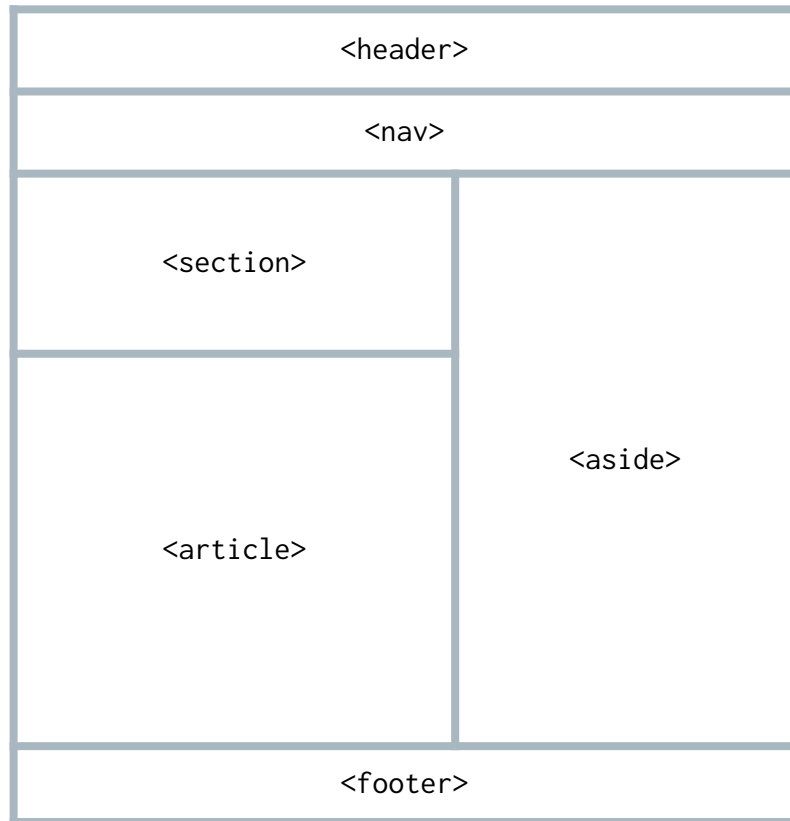 <header>
<nav>
<section>
<article>
<aside>
<footer>